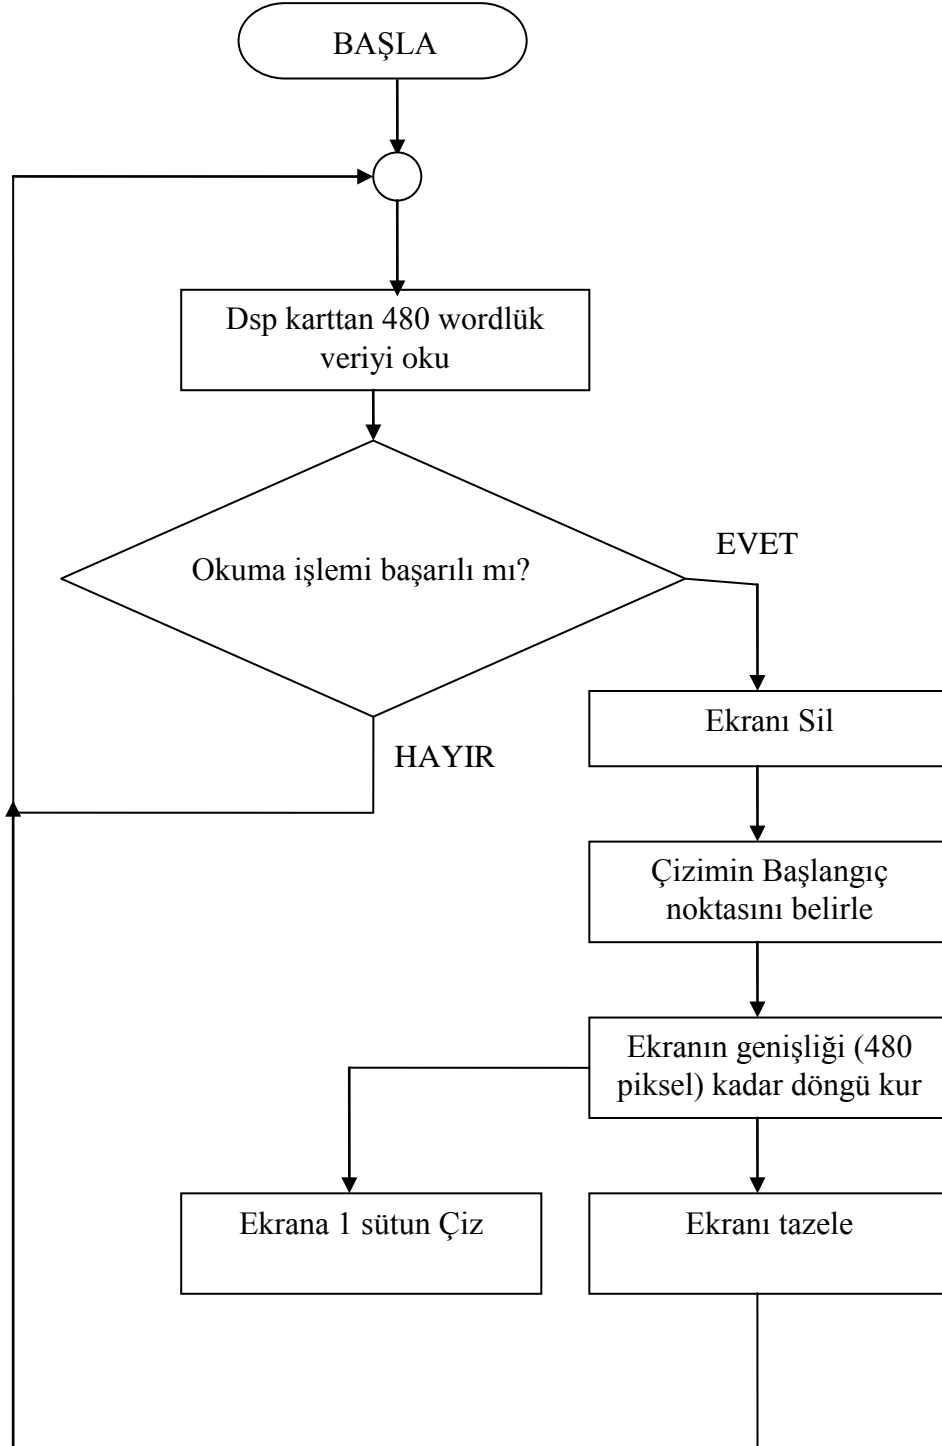 BAŞLA
Dsp karttan 480 wordlük
veriyi oku
EVET
Okuma işlemi başarılı mı?
Ekranı Sil
HAYIR
Çizimin Başlangıç
noktasını belirle
Ekranın genişliği (480
piksel) kadar döngü kur
Ekrana 1 sütun Çiz
Ekranı tazele